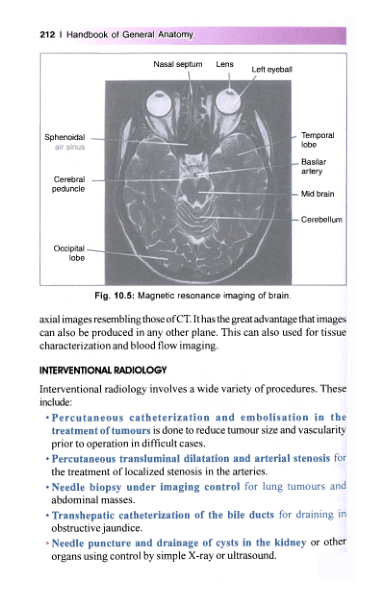 212 I Handbook of General Anatomy
Nasal septum Lens Left eyeball
Sphenoidal
air sinus
Temporal
lobe
Basilar
artery
Cerebral
peduncle
Mid brain
Cerebellum
Occipital
lobe
Fig. 10.5: Magnetic resonance imaging of brain.
axial images resembling those of CT. It has the great advantage that images
can also be produced in any other plane. This can also used for tissue
characterization and blood flow imaging.
INTERVENTIONAL RADIOLOGY
Interventional radiology involves a wide variety of procedures. These
include:
• Percutaneous catheterization and embolisation in the
treatment of tumours is done to reduce tumour size and vascularity
prior to operation in difficult cases.
• Percutaneous transluminal dilatation and arterial stenosis for
the treatment of localized stenosis in the arteries.
• Needle biopsy under imaging control for lung tumours and
abdominal masses.
• Transhepatic catheterization of the bile ducts for draining in
obstructive jaundice.
• Needle puncture and drainage of cysts in the kidney or other
organs using control by simple X-ray or ultrasound.